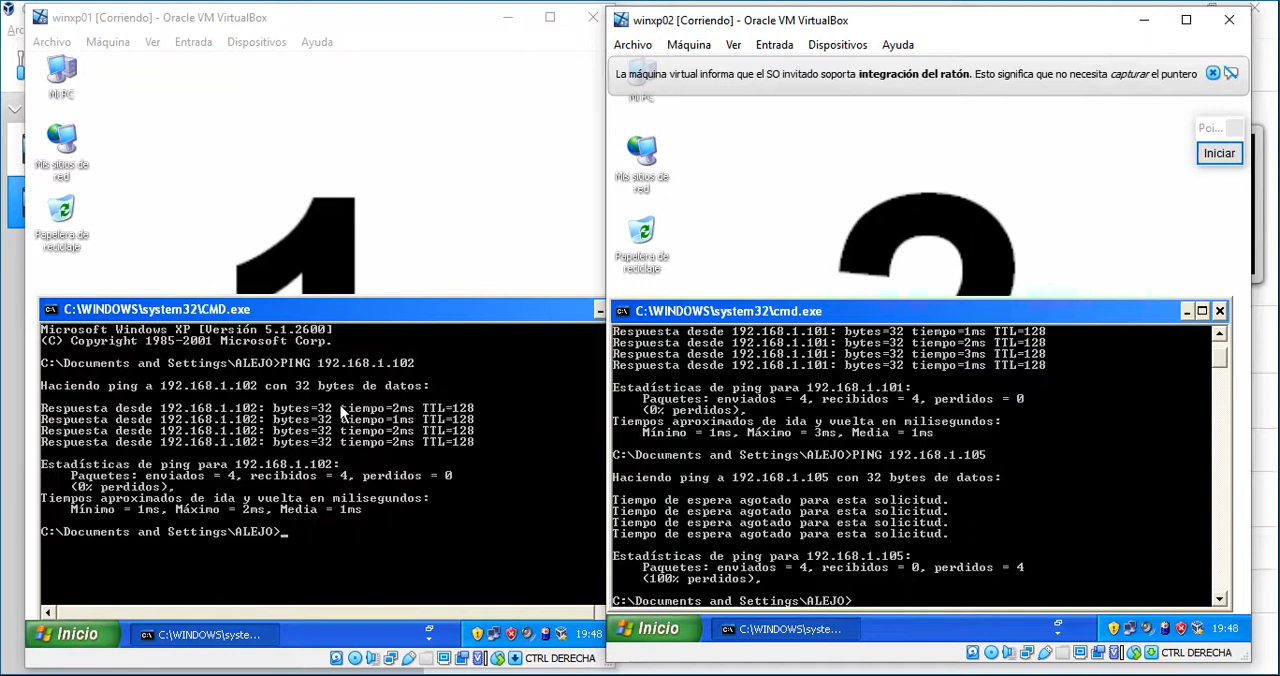 winxp01 [Corriendo] - Oracle VM VirtualBox
Archivo Máquina Ver Entrada Dispositivos Ayuda
Mi PC
Mis sitios de
red
Papelera de
reciclaje
1
C:\WINDOWS\system32\CMD.exe
Microsoft Windows XP [Versión 5.1.2600]
(C) Copyright 1985-2001 Microsoft Corp.
C:\Documents and Settings\ALEJO>PING 192.168.1.102
Haciendo ping a 192.168.1.102 con 32 bytes de datos:
Respuesta desde 192.168.1.102: bytes=32 tiempo=2ms TTL=128
Respuesta desde 192.168.1.102: bytes=32 tiempo=1ms TTL=128
Respuesta desde 192.168.1.102: bytes=32 tiempo=2ms TTL=128
Respuesta desde 192.168.1.102: bytes=32 tiempo=2ms TTL=128
Estadísticas de ping para 192.168.1.102:
Paquetes: enviados = 4, recibidos = 4, perdidos = 0
(0% perdidos),
Tiempos aproximados de ida y vuelta en milisegundos:
Mínimo = 1ms, Máximo = 2ms, Media = 1ms
C:\Documents and Settings\ALEJO>_
Inicio
C:\WINDOWS\syste...
19:48
CTRL DERECHA
winxp02 [Corriendo] - Oracle VM VirtualBox
Archivo Máquina Ver Entrada Dispositivos Ayuda
La máquina virtual informa que el SO invitado soporta integración del ratón. Esto significa que no necesita capturar el puntero
Mi PC
Poi...
Iniciar
Mis sitios de
red
Papelera de
reciclaje
2
C:\WINDOWS\system32\cmd.exe
Respuesta desde 192.168.1.101: bytes=32 tiempo=1ms TTL=128
Respuesta desde 192.168.1.101: bytes=32 tiempo=2ms TTL=128
Respuesta desde 192.168.1.101: bytes=32 tiempo=3ms TTL=128
Respuesta desde 192.168.1.101: bytes=32 tiempo=1ms TTL=128
Estadísticas de ping para 192.168.1.101:
Paquetes: enviados = 4, recibidos = 4, perdidos = 0
(0% perdidos),
Tiempos aproximados de ida y vuelta en milisegundos:
Mínimo = 1ms, Máximo = 3ms, Media = 1ms
C:\Documents and Settings\ALEJO>PING 192.168.1.105
Haciendo ping a 192.168.1.105 con 32 bytes de datos:
Tiempo de espera agotado para esta solicitud.
Tiempo de espera agotado para esta solicitud.
Tiempo de espera agotado para esta solicitud.
Tiempo de espera agotado para esta solicitud.
Estadísticas de ping para 192.168.1.105:
Paquetes: enviados = 4, recibidos = 0, perdidos = 4
(100% perdidos),
C:\Documents and Settings\ALEJO>
Inicio
C:\WINDOWS\syste...
19:48
CTRL DERECHA